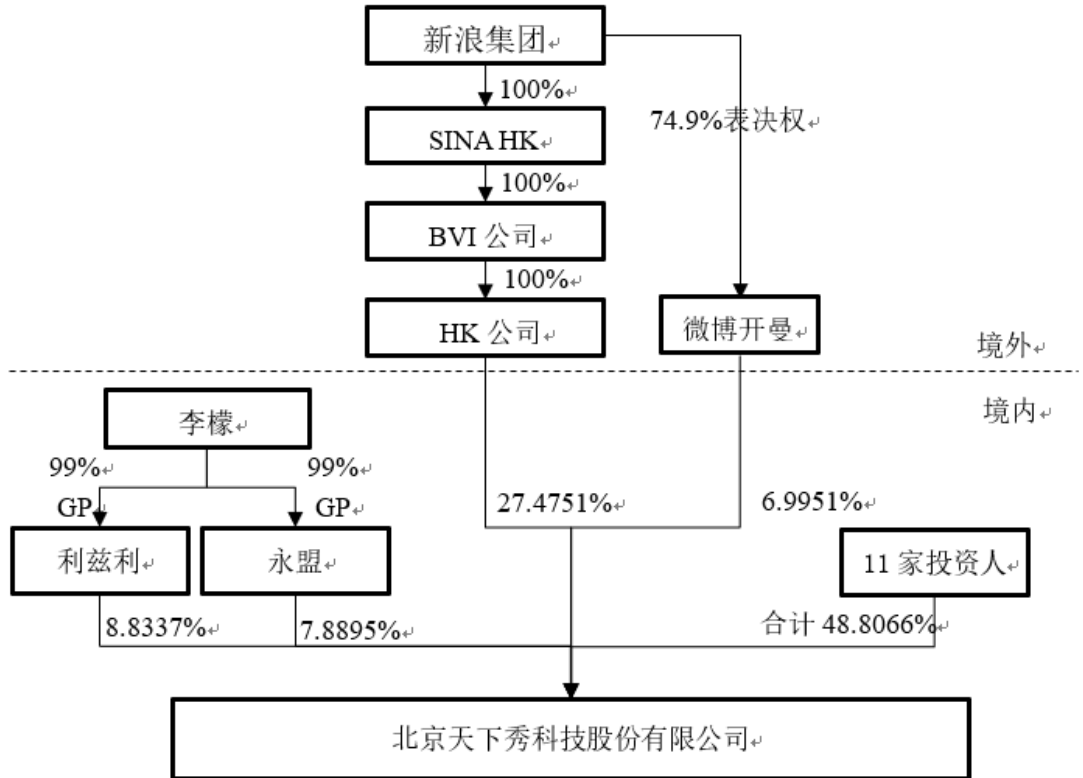 新浪集团↵
100%↵
74.9%表决权↵
SINA HK↵
100%↵
BVI 公司↵
100%↵
HK 公司↵
微博开曼↵
境外↵
境内↵
李檬↵
99%↵
99%↵
GP↵
GP↵
27.4751%↵
6.9951%↵
利兹利↵
永盟↵
11 家投资人↵
8.8337%↵
7.8895%↵
合计 48.8066%↵
北京天下秀科技股份有限公司↵